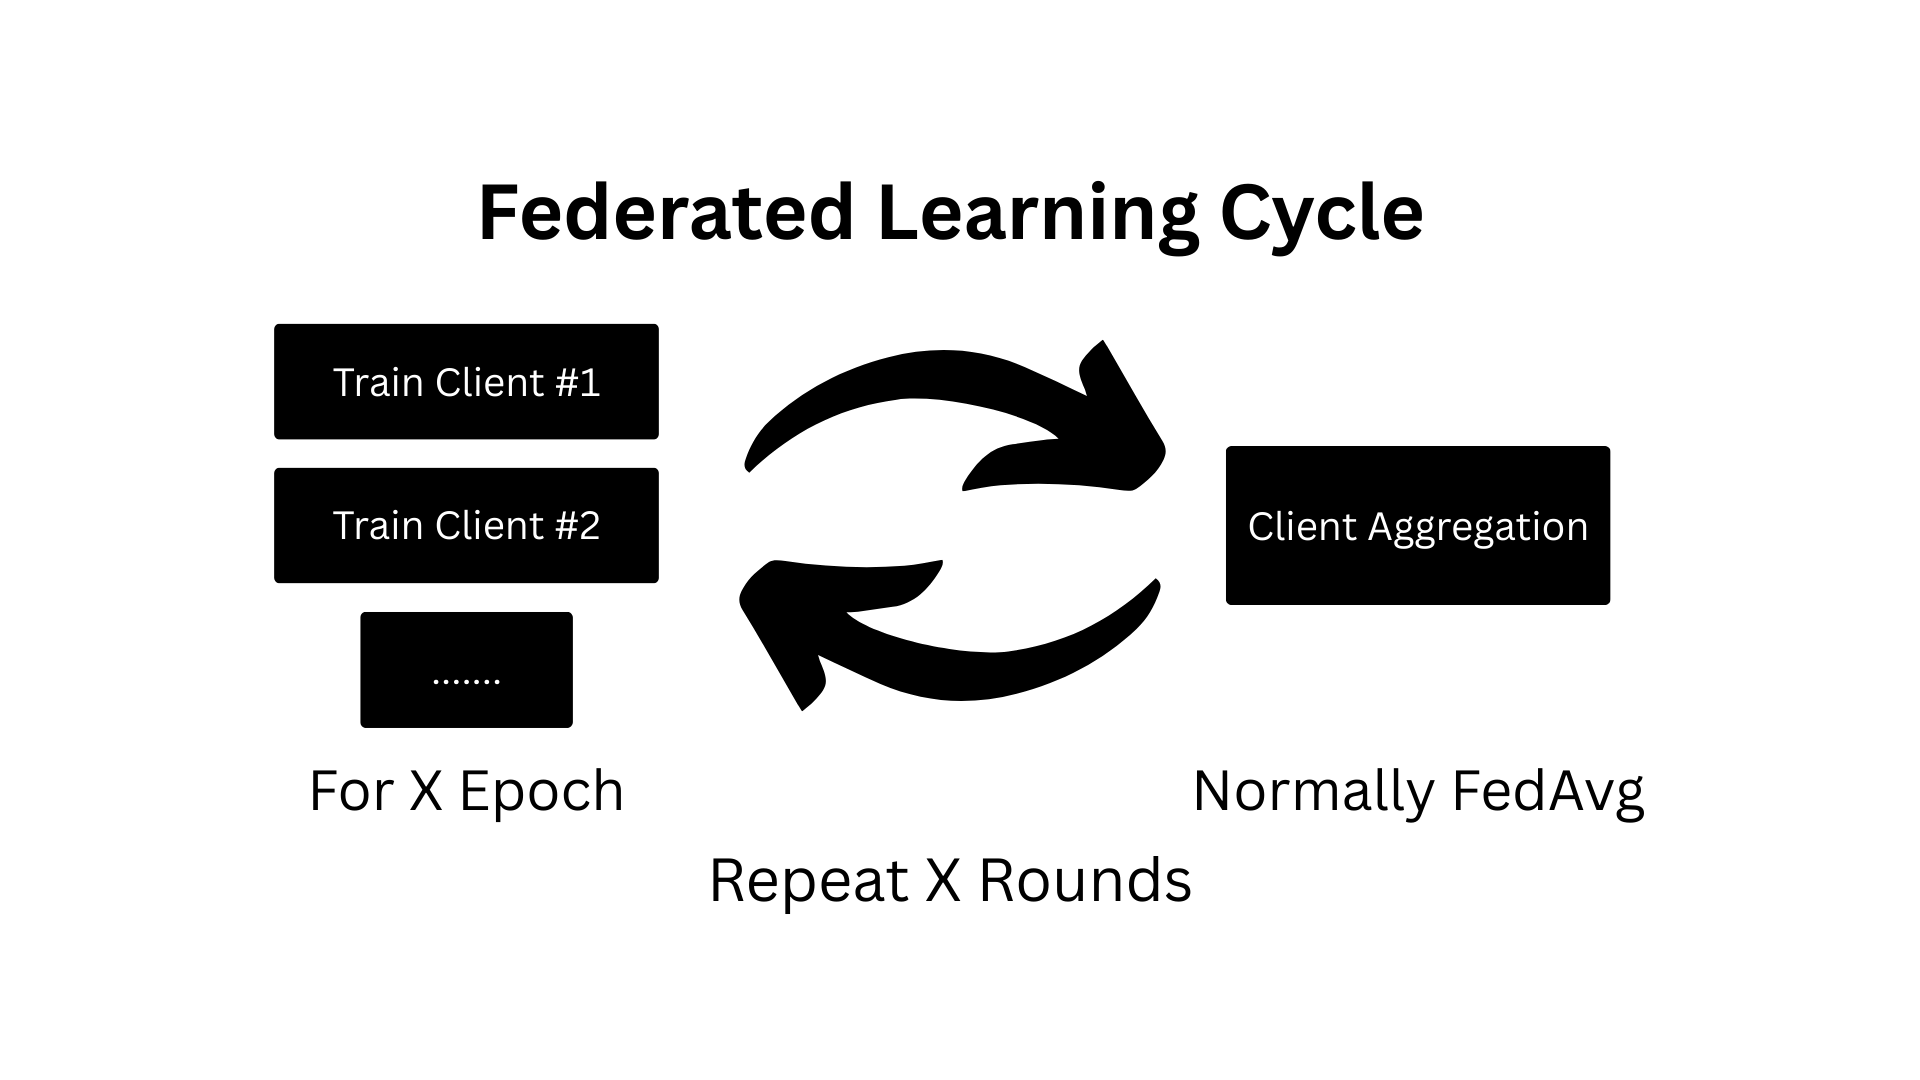 Federated Learning Cycle
Train Client #1
Train Client #2
.......
For X Epoch
Client Aggregation
Normally FedAvg
Repeat X Rounds